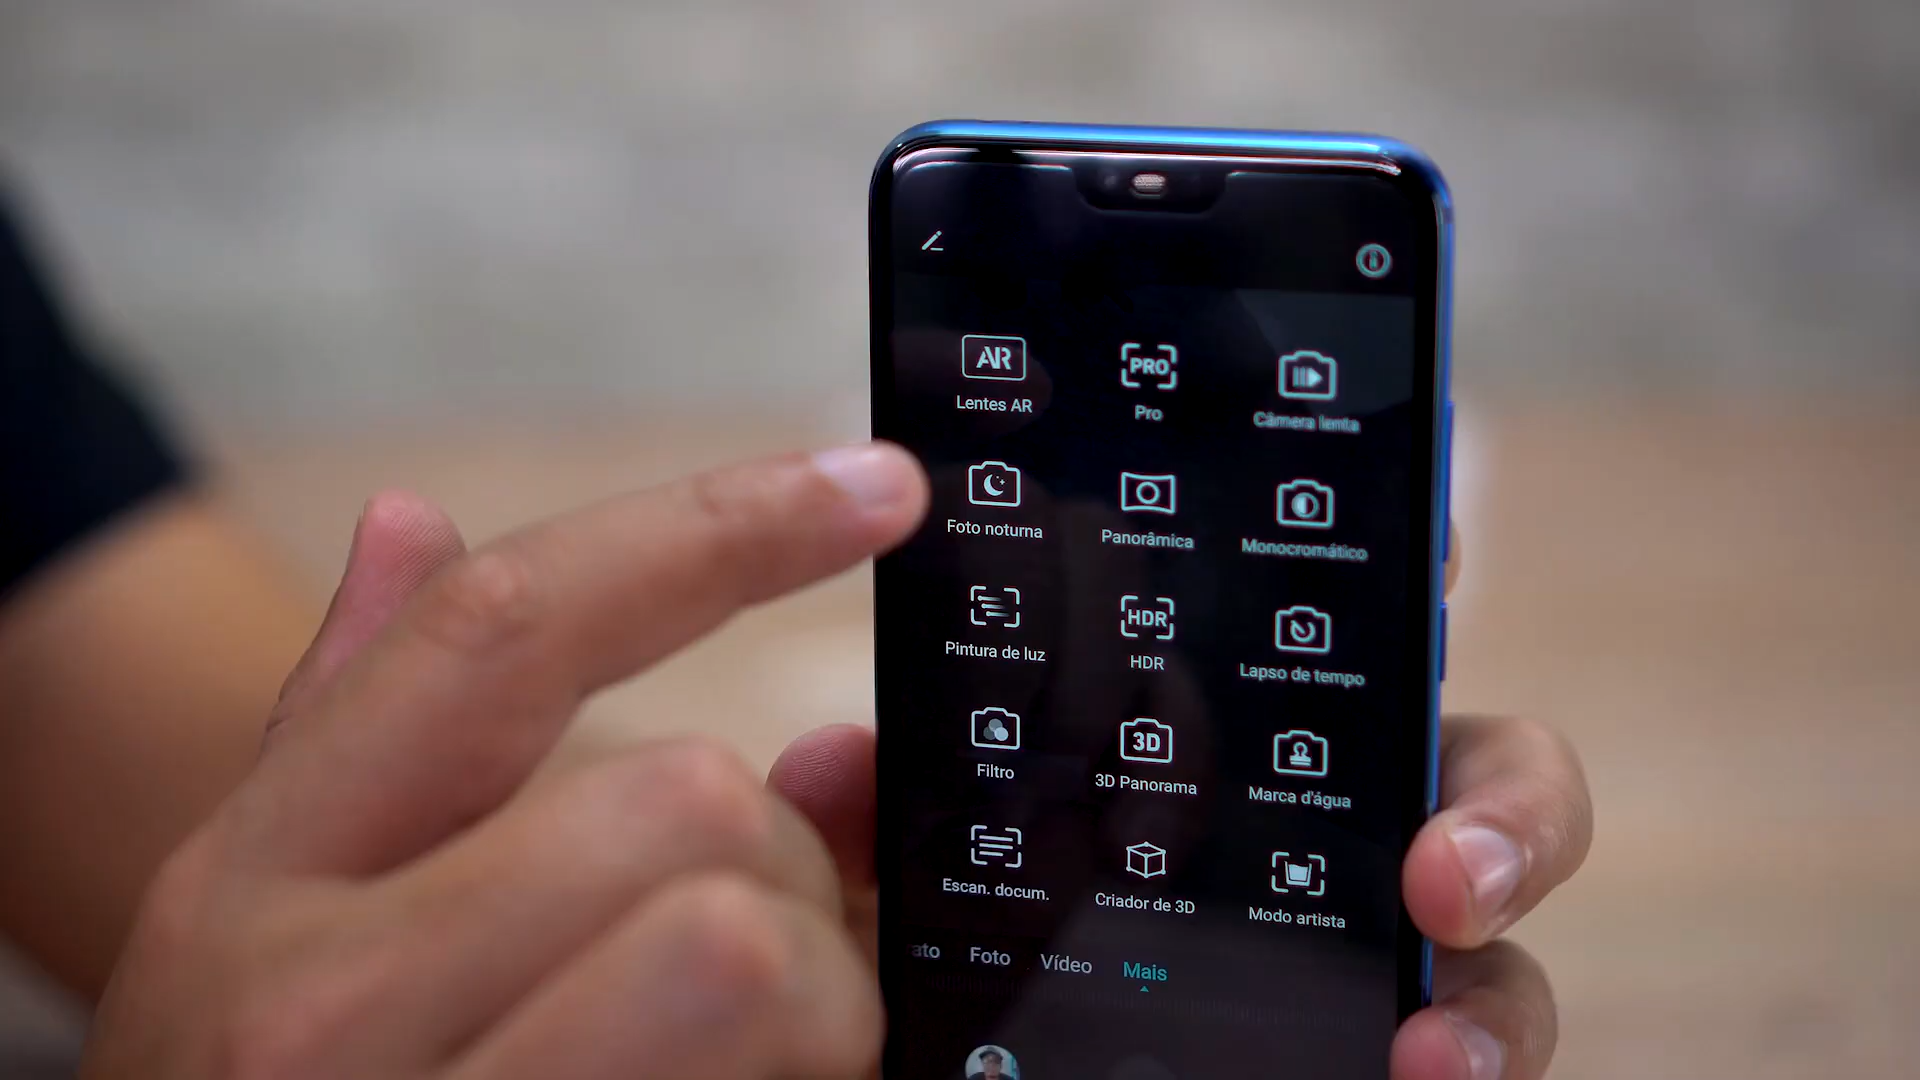 AR
PRO
Lentes AR
Pro
Câmera lenta
Foto noturna
Panorâmica
Monocromático
HDR
Pintura de luz
HDR
Lapso de tempo
3D
Filtro
3D Panorama
Marca d'água
Escan. docum.
Criador de 3D
Modo artista
ato Foto Vídeo Mais